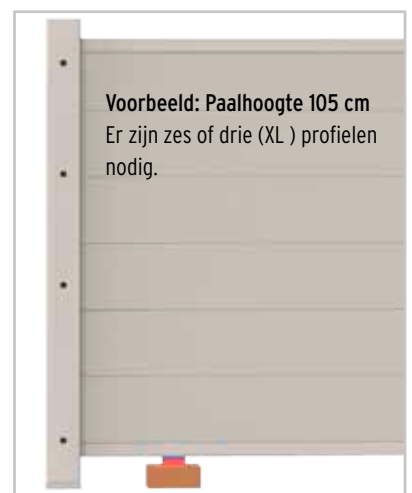 Voorbeeld: Paalhoogte 105 cm
Er zijn zes of drie (XL ) profielen
nodig.